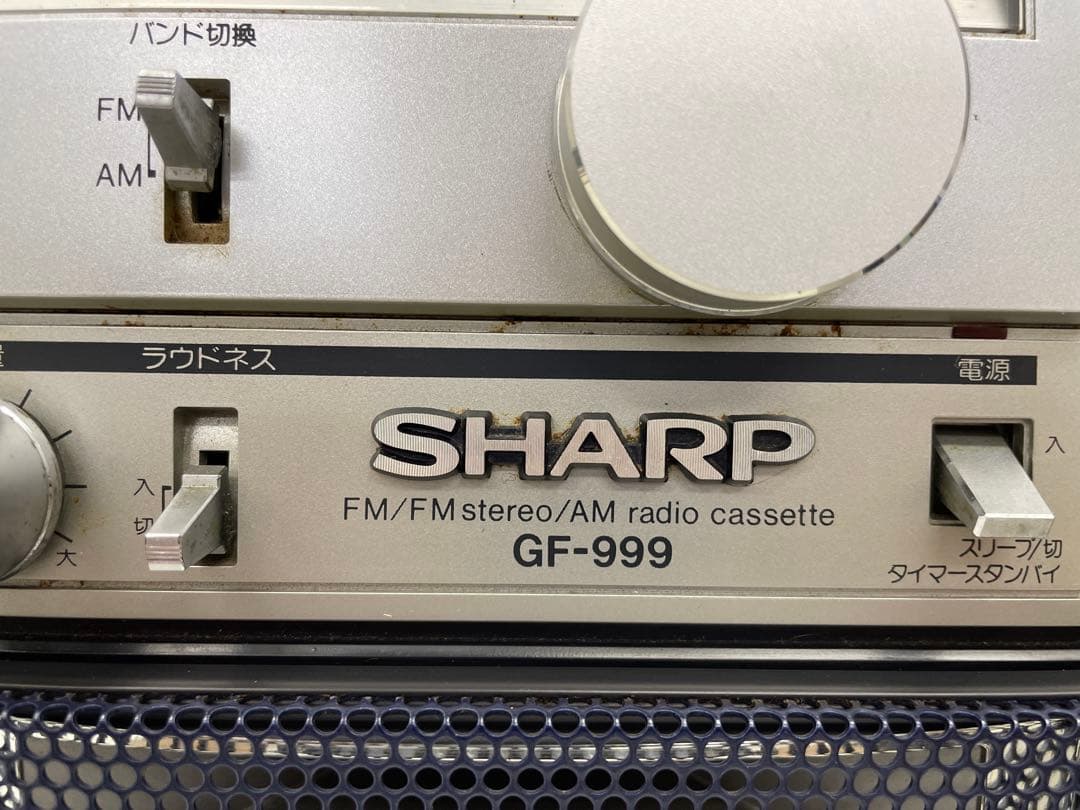 バンド切換
FM
AM
量
ラウドネス
電源
入
切
大
SHARP
FM/FM stereo/AM radio cassette
GF-999
入
スリープ/切
タイマースタンバイ